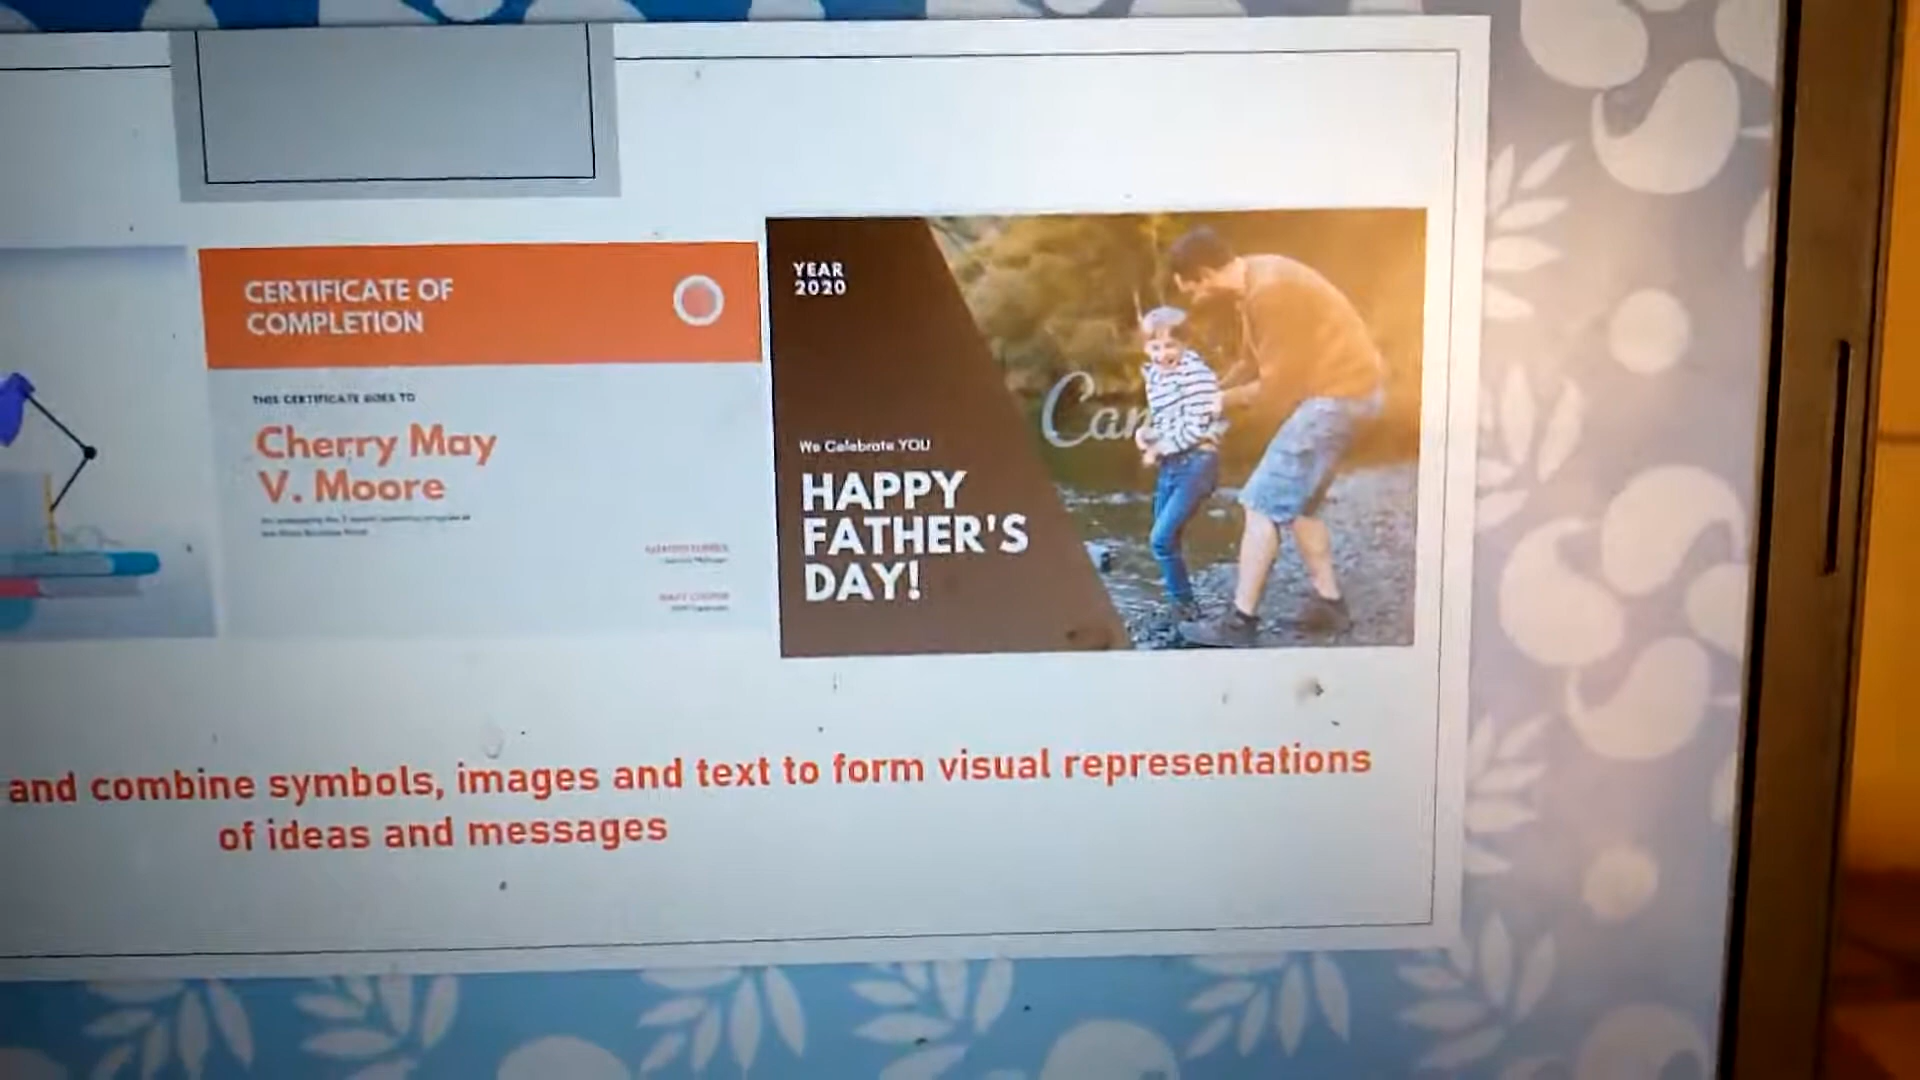 CERTIFICATE OF
COMPLETION
THIS CERTIFICATE GOES TO
Cherry May
V. Moore
YEAR
2020
We Celebrate YOU
HAPPY
FATHER'S
DAY!
and combine symbols, images and text to form visual representations
of ideas and messages